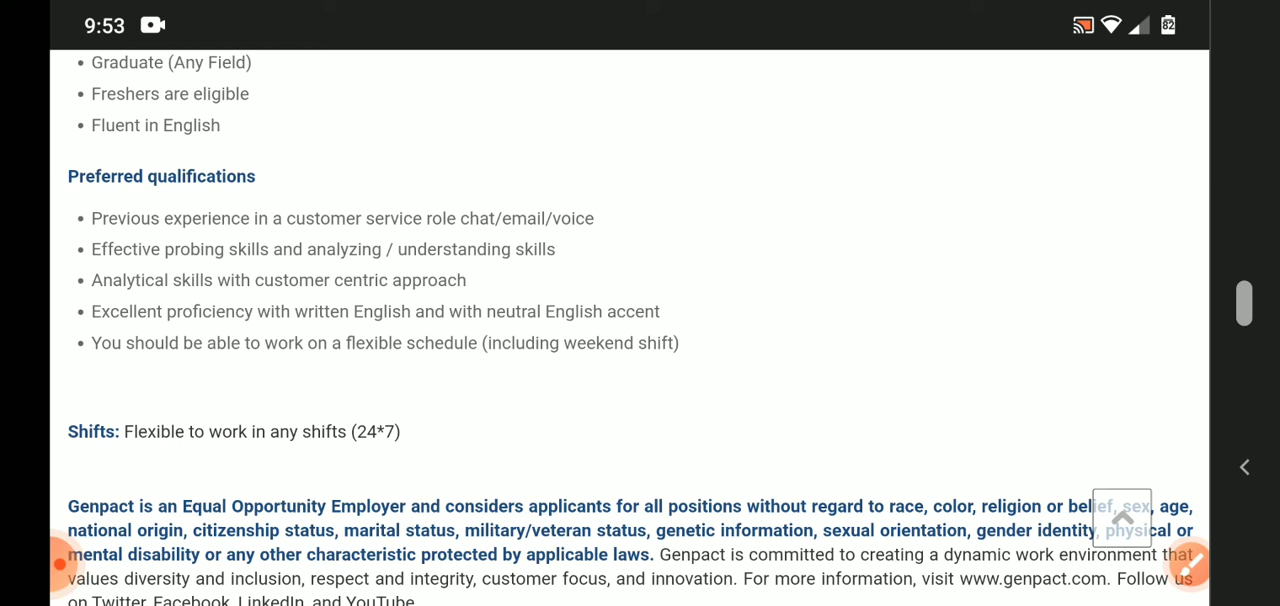 9:53
82
Graduate (Any Field)
Freshers are eligible
Fluent in English
Preferred qualifications
Previous experience in a customer service role chat/email/voice
Effective probing skills and analyzing / understanding skills
Analytical skills with customer centric approach
Excellent proficiency with written English and with neutral English accent
You should be able to work on a flexible schedule (including weekend shift)
Shifts: Flexible to work in any shifts (24*7)
Genpact is an Equal Opportunity Employer and considers applicants for all positions without regard to race, color, religion or belief, sex, age,
national origin, citizenship status, marital status, military/veteran status, genetic information, sexual orientation, gender identity, physical or
mental disability or any other characteristic protected by applicable laws. Genpact is committed to creating a dynamic work environment that
values diversity and inclusion, respect and integrity, customer focus, and innovation. For more information, visit www.genpact.com. Follow us
on Twitter, Facebook, LinkedIn, and YouTube